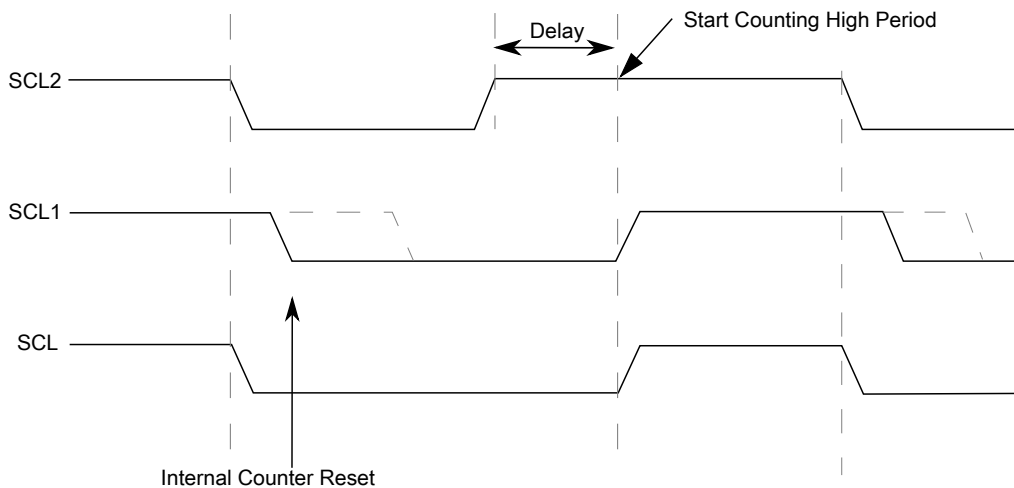 Start Counting High Period
Delay
SCL2
SCL1
SCL
Internal Counter Reset